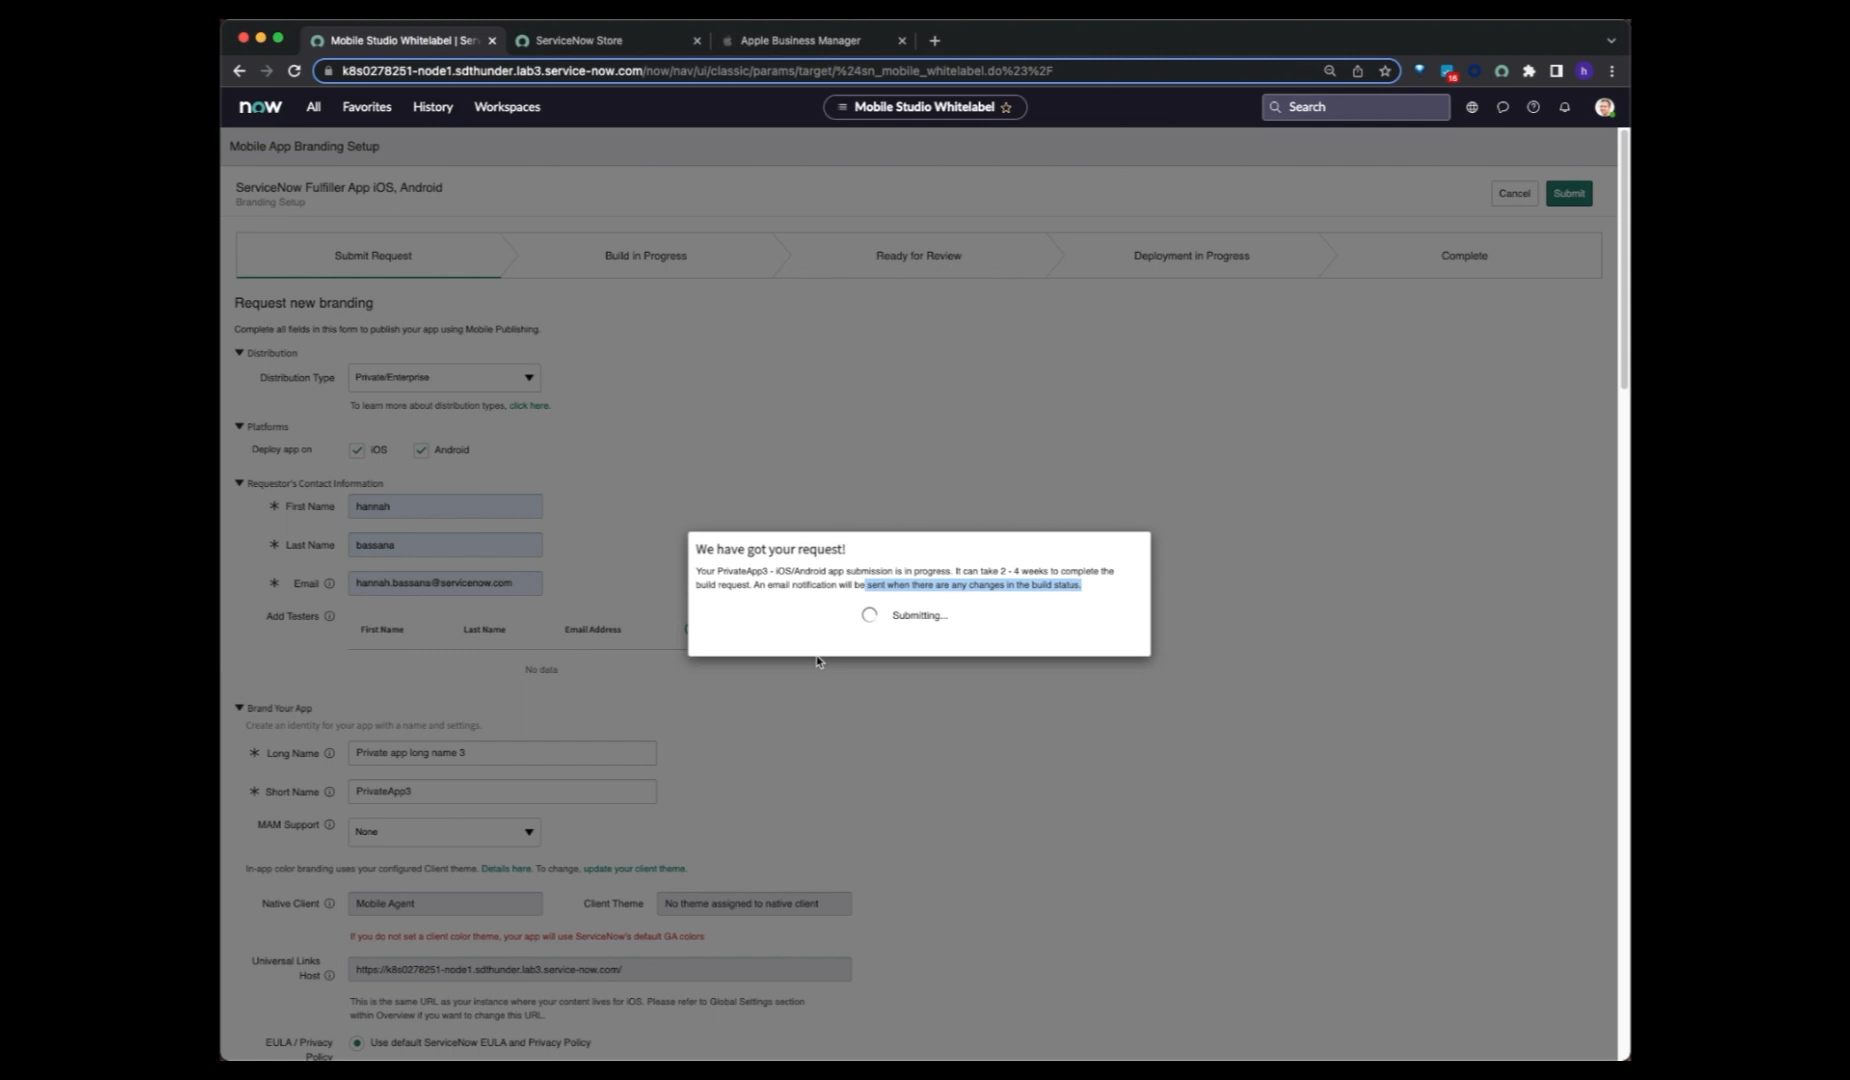 Mobile Studio Whitelabel | Ser
ServiceNow Store
Apple Business Manager
k8s0278251-node1.sdthunder.lab3.service-now.com/now/nav/ui/classic/params/target/%24sn_mobile_whitelabel.do%23%2F
16
h
now
All
Favorites
History
Workspaces
Mobile Studio Whitelabel
Search
Mobile App Branding Setup
ServiceNow Fulfiller App iOS, Android
Branding Setup
Cancel
Submit
Submit Request
Build in Progress
Ready for Review
Deployment in Progress
Complete
Request new branding
Complete all fields in this form to publish your app using Mobile Publishing.
Distribution
Distribution Type
Private/Enterprise
To learn more about distribution types, click here.
Platforms
Deploy app on
iOS
Android
Requestor's Contact Information
* First Name
hannah
* Last Name
bassana
* Email
hannah.bassana@servicenow.com
Add Testers
First Name
Last Name
Email Address
No data
We have got your request!
Your PrivateApp3 - iOS/Android app submission is in progress. It can take 2 - 4 weeks to complete the
build request. An email notification will be sent when there are any changes in the build status.
Submitting...
Brand Your App
Create an identity for your app with a name and settings.
* Long Name
Private app long name 3
* Short Name
PrivateApp3
MAM Support
None
In-app color branding uses your configured Client theme. Details here. To change, update your client theme.
Native Client
Mobile Agent
Client Theme
No theme assigned to native client
If you do not set a client color theme, your app will use ServiceNow's default GA colors
Universal Links
Host
https://k8s0278251-node1.sdthunder.lab3.service-now.com/
This is the same URL as your instance where your content lives for iOS. Please refer to Global Settings section
within Overview if you want to change this URL.
EULA / Privacy
Policy
Use default ServiceNow EULA and Privacy Policy